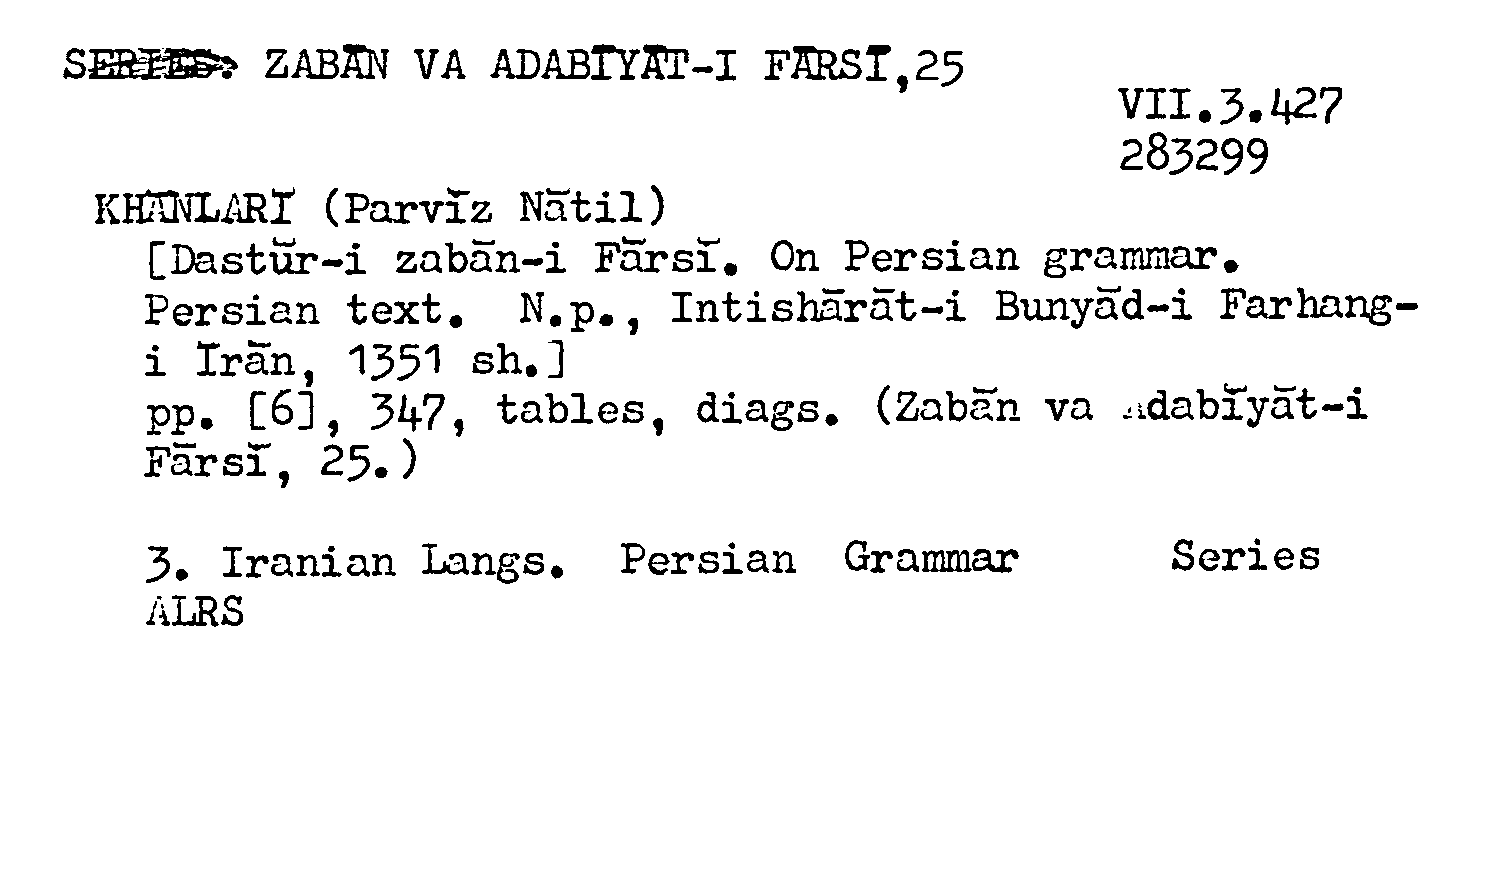 SERIES: ZABĀN VA ADABĪYĀT-I FĀRSĪ,25
VII.3.427
283299
KHĀNLARĪ (Parvīz Nātil)
[Dastūr-i zabān-i Fārsī. On Persian grammar.
Persian text. N.p., Intishārāt-i Bunyād-i Farhang-
i Īrān, 1351 sh.]
pp. [6], 347, tables, diags. (Zabān va Adabīyāt-i
Fārsī, 25.)
3. Iranian Langs. Persian Grammar Series
ALRS